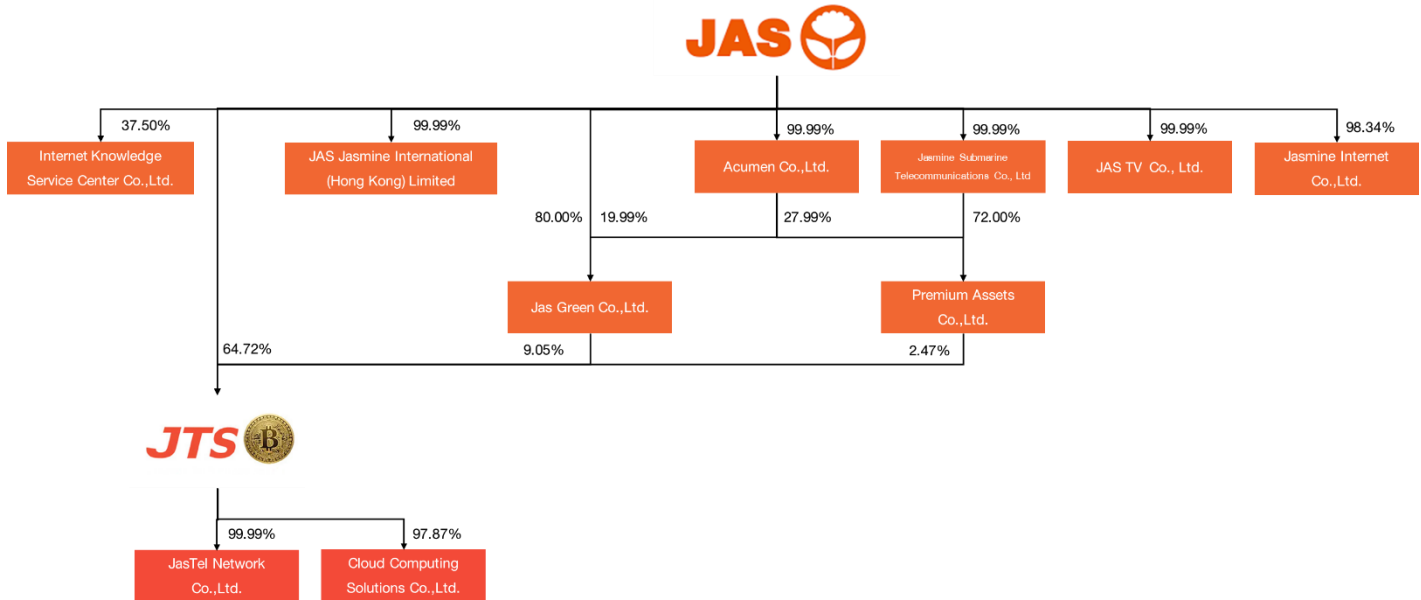 JAS
37.50%
99.99%
99.99%
99.99%
99.99%
98.34%
Internet Knowledge
Service Center Co.,Ltd.
JAS Jasmine International
(Hong Kong) Limited
Acumen Co.,Ltd.
Jasmine Submarine
Telecommunications Co., Ltd
JAS TV Co., Ltd.
Jasmine Internet
Co.,Ltd.
80.00%
19.99%
27.99%
72.00%
Jas Green Co.,Ltd.
Premium Assets
Co.,Ltd.
64.72%
9.05%
2.47%
JTS
B
99.99%
97.87%
JasTel Network
Co.,Ltd.
Cloud Computing
Solutions Co.,Ltd.